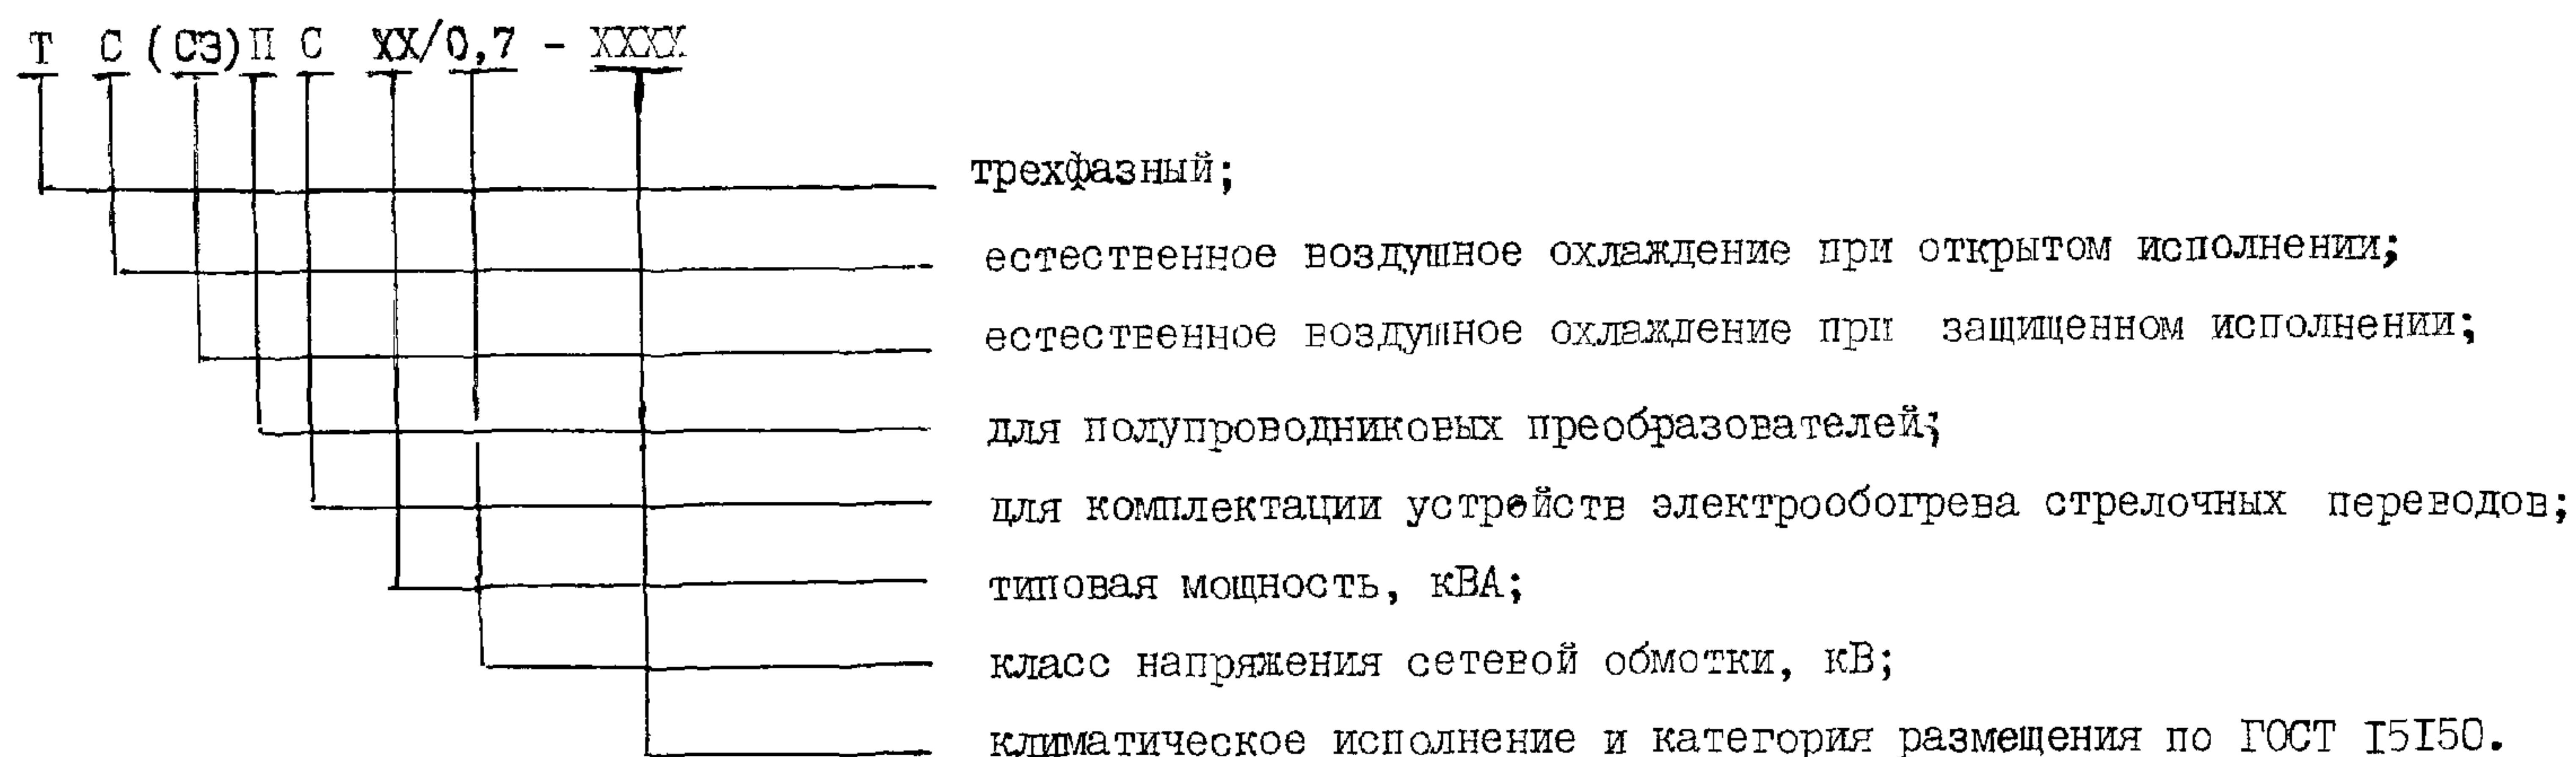 Т С (СЗ) П С ХХ/0,7 - ХХХХ
трехфазный;
естественное воздушное охлаждение при открытом исполнении;
естественное воздушное охлаждение при защищенном исполнении;
для полупроводниковых преобразователей;
для комплектации устройств электрообогрева стрелочных переводов;
типовая мощность, кВА;
класс напряжения сетевой обмотки, кВ;
климатическое исполнение и категория размещения по ГОСТ I5I50.